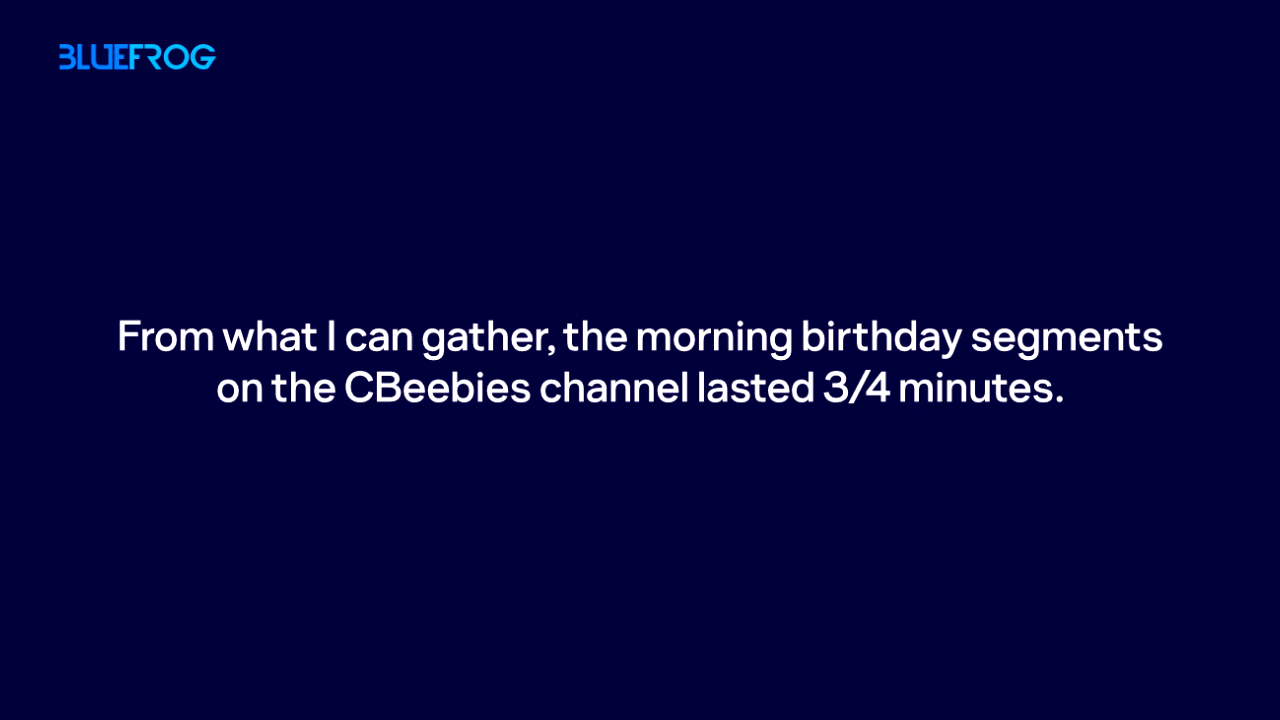 BLUEFROG
From what I can gather, the morning birthday segments
on the CBeebies channel lasted 3/4 minutes.